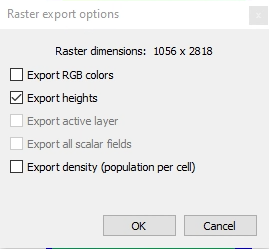 Raster export options
Raster dimensions: 1056 x 2818
Export RGB colors
Export heights
Export active layer
Export all scalar fields
Export density (population per cell)
OK
Cancel